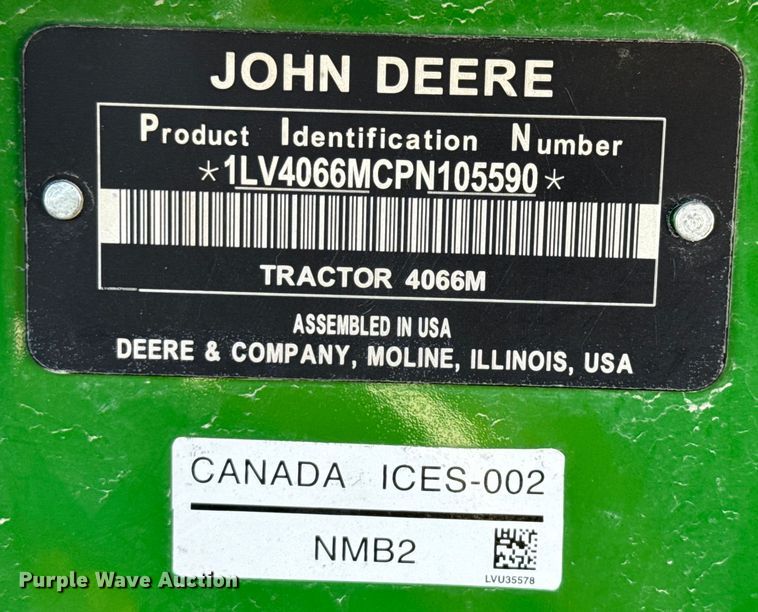 JOHN DEERE
Product Identification Number
*1LV4066MCPN105590*
TRACTOR 4066M
ASSEMBLED IN USA
DEERE & COMPANY, MOLINE, ILLINOIS, USA
CANADA ICES-002
NMB2
LVU35578
Purple Wave Auction